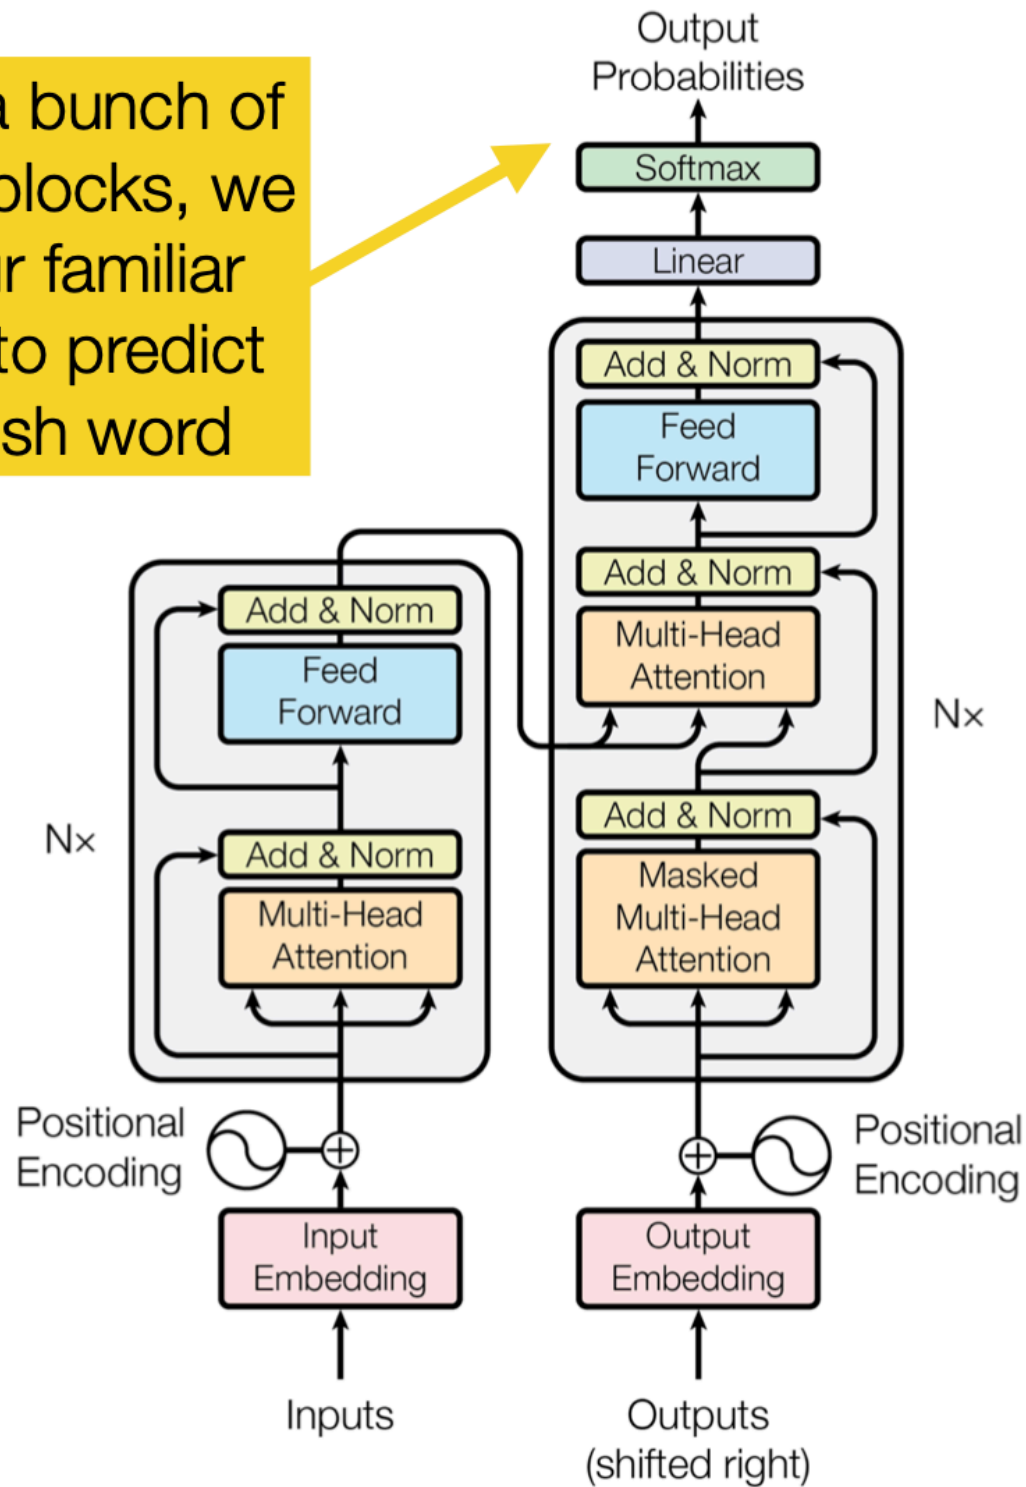 a bunch of
blocks, we
familiar
to predict
word
Output
Probabilities
Softmax
Linear
Add & Norm
Feed
Forward
Add & Norm
Multi-Head
Attention
Nx
Add & Norm
Masked
Multi-Head
Attention
Add & Norm
Feed
Forward
Nx
Add & Norm
Multi-Head
Attention
Positional
Encoding
Positional
Encoding
Input
Embedding
Output
Embedding
Inputs
Outputs
(shifted right)